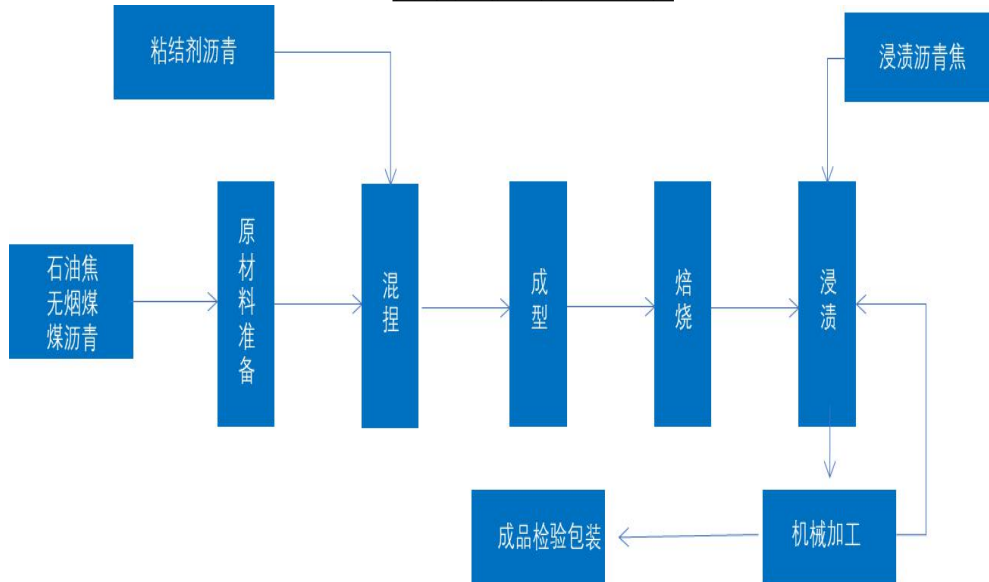 粘结剂沥青
浸渍沥青焦
石油焦
无烟煤
煤沥青
原材料准备
混捏
成型
焙烧
浸渍
成品检验包装
机械加工